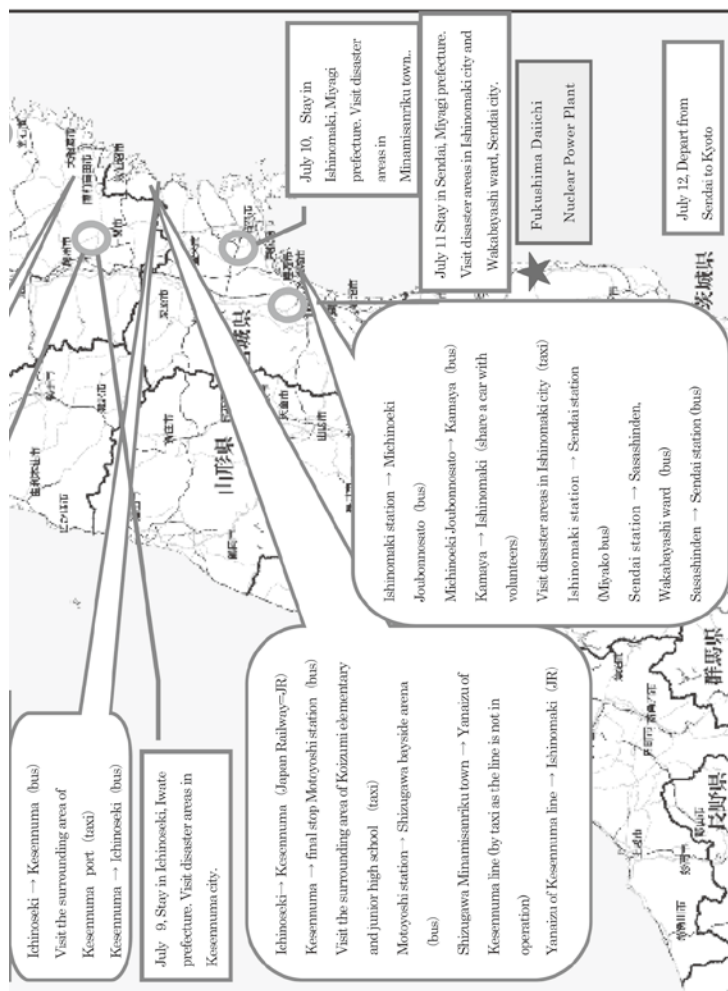 Ichinoseki → Kesennuma (bus)
Visit the surrounding area of
Kesennuma port (taxi)
Kesennuma → Ichinoseki (bus)
July 9, Stay in Ichinoseki, Iwate
prefecture. Visit disaster areas in
Kesennuma city.
Ichinoseki→ Kesennuma (Japan Railway=JR)
Kesennuma → final stop Motoyoshi station (bus)
Visit the surrounding area of Koizumi elementary
and junior high school (taxi)
Motoyoshi station→ Shizugawa bayside arena
(bus)
Shizugawa Minamisanriku town → Yanaizu of
Kesennuma line (by taxi as the line is not in
operation)
Yanaizu of Kesennuma line → Ishinomaki (JR)
July 10, Stay in
Ishinomaki, Miyagi
prefecture. Visit disaster
areas in
Minamisanriku town..
July 11 Stay in Sendai, Miyagi prefecture.
Visit disaster areas in Ishinomaki city and
Wakabayashi ward, Sendai city.
Ishinomaki station → Michinoeki
Joubonnosato (bus)
Michinoeki Joubonnosato→ Kamaya (bus)
Kamaya → Ishinomaki (share a car with
volunteers)
Visit disaster areas in Ishinomaki city (taxi)
Ishinomaki station → Sendai station
(Miyako bus)
Sendai station → Sasashinden,
Wakabayashi ward (bus)
Sasashinden → Sendai station (bus)
Fukushima Daiichi
Nuclear Power Plant
July 12, Depart from
Sendai to Kyoto
山形県
城県
茨城県
群馬県
長野県